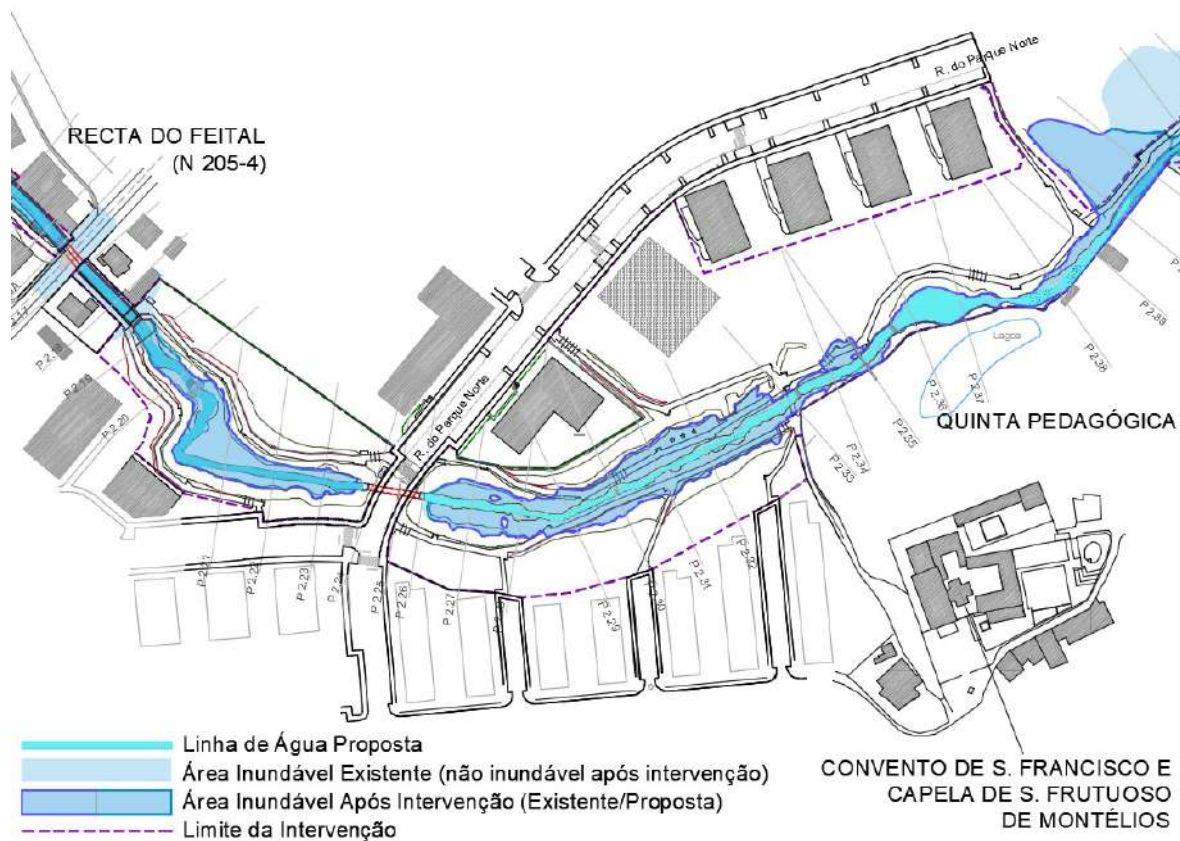 RECTA DO FEITAL
(N 205-4)
R. do Parque Norte
R. do Parque Norte
Lagoa
QUINTA PEDAGÓGICA
P 2.19
P 2.20
P 2.22
P 2.23
P 2.25
P 2.26
P 2.27
P 2.29
P 2.30
P 2.31
P 2.32
P 2.33
P 2.34
P 2.35
P 2.36
P 2.37
P 2.38
Linha de Água Proposta
Área Inundável Existente (não inundável após intervenção)
Área Inundável Após Intervenção (Existente/Proposta)
Limite da Intervenção
CONVENTO DE S. FRANCISCO E
CAPELA DE S. FRUTUOSO
DE MONTÉLIOS